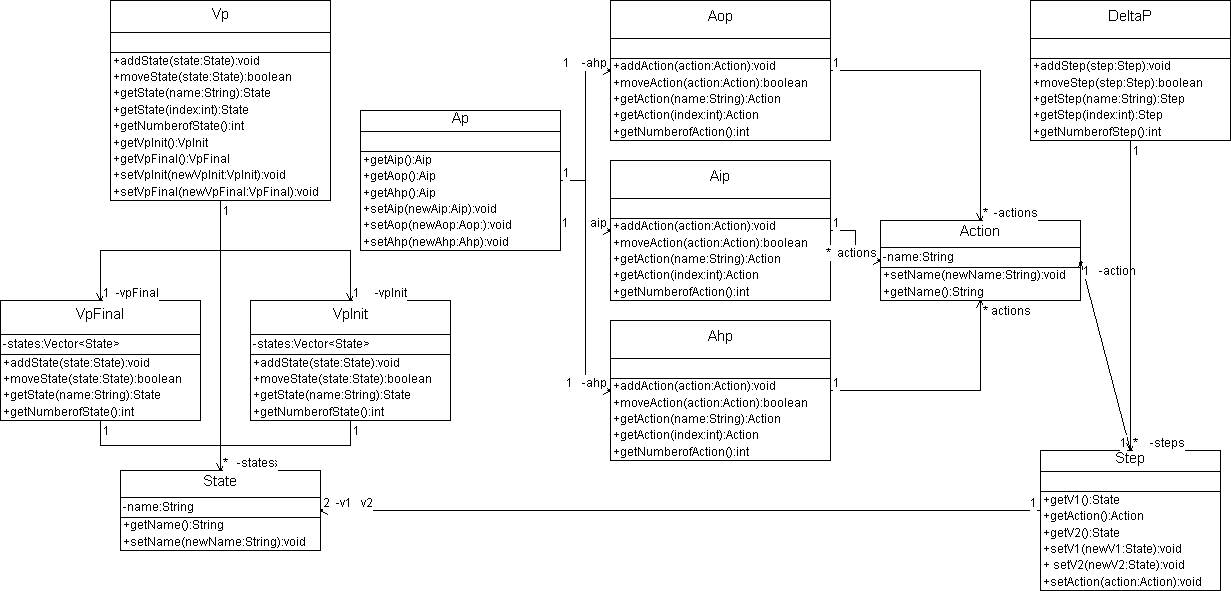 Vp
+addState(state:State):void
+moveState(state:State):boolean
+getState(name:String):State
+getState(index:int):State
+getNumberofState():int
+getVpInit():VpInit
+getVpFinal():VpFinal
+setVpInit(newVpInit:VpInit):void
+setVpFinal(newVpFinal:VpFinal):void
1
1 -vpFinal
1 -vpInit
VpFinal
-states:Vector<State>
+addState(state:State):void
+moveState(state:State):boolean
+getState(name:String):State
+getNumberofState():int
1
VpInit
-states:Vector<State>
+addState(state:State):void
+moveState(state:State):boolean
+getState(name:String):State
+getNumberofState():int
1
* -states
State
-name:String
+getName():String
+setName(newName:String):void
2 -v1 v2
Ap
+getAip():Aip
+getAop():Aip
+getAhp():Aip
+setAip(newAip:Aip):void
+setAop(newAop:Aop:):void
+setAhp(newAhp:Ahp):void
1
1
1 -ahp
aip
1 -ahp
Aop
+addAction(action:Action):void
+moveAction(action:Action):boolean
+getAction(name:String):Action
+getAction(index:int):Action
+getNumberofAction():int
1
Aip
+addAction(action:Action):void
+moveAction(action:Action):boolean
+getAction(name:String):Action
+getAction(index:int):Action
+getNumberofAction():int
1
* actions
Ahp
+addAction(action:Action):void
+moveAction(action:Action):boolean
+getAction(name:String):Action
+getAction(index:int):Action
+getNumberofAction():int
1
* -actions
Action
-name:String
+setName(newName:String):void
+getName():String
* actions
1 -action
DeltaP
+addStep(step:Step):void
+moveStep(step:Step):boolean
+getStep(name:String):Step
+getStep(index:int):Step
+getNumberofStep():int
1
1 * -steps
Step
+getV1():State
+getAction():Action
+getV2():State
+setV1(newV1:State):void
+ setV2(newV2:State):void
+setAction(action:Action):void
1